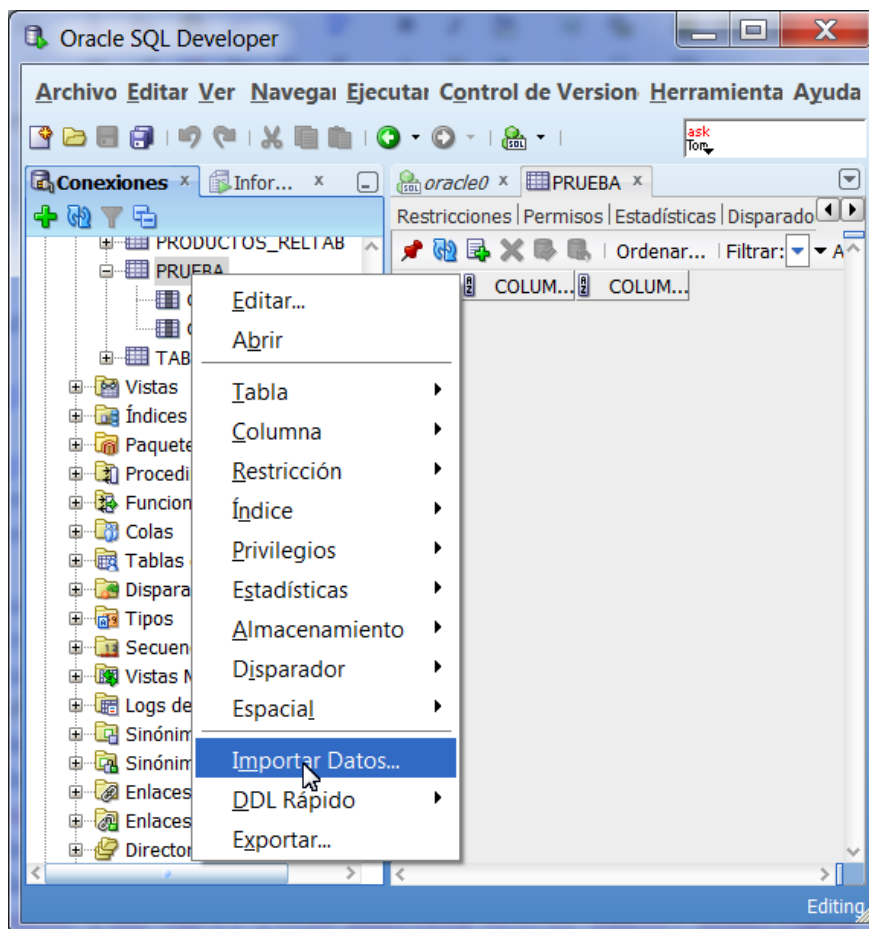 Oracle SQL Developer
Archivo Editar Ver Navegar Ejecutar Control de Version Herramienta Ayuda
ask
Tom
Conexiones Infor... oracle0 PRUEBA
Restricciones Permisos Estadísticas Disparado
PRODUCTOS_RELTAB
Ordenar... Filtrar: A
PRUEBA
COLUM... COLUM...
TAB
Vistas
Índices
Paquete
Procedi
Funcion
Colas
Tablas
Dispara
Tipos
Secuen
Vistas
Logs de
Sinónim
Sinónim
Enlaces
Enlaces
Director
Editar...
Abrir
Tabla
Columna
Restricción
Índice
Privilegios
Estadísticas
Almacenamiento
Disparador
Espacial
Importar Datos...
DDL Rápido
Exportar...
Editing